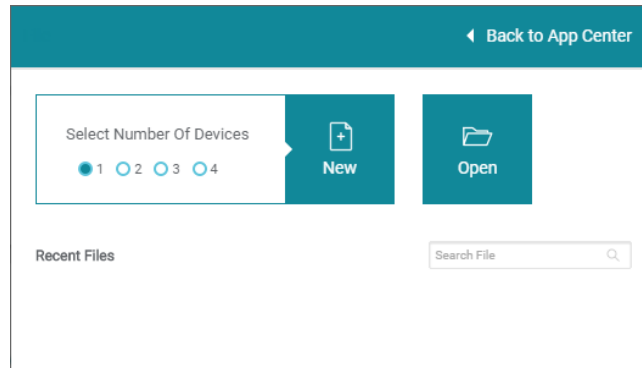 Back to App Center
Select Number Of Devices
1 2 3 4
New
Open
Recent Files
Search File